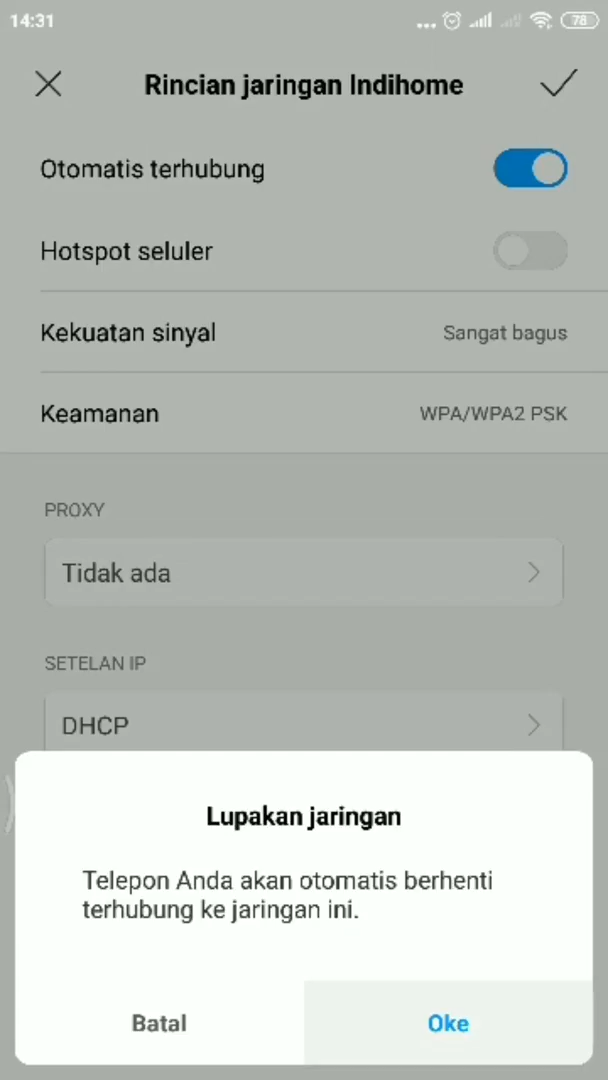 14:31
78
Rincian jaringan Indihome
Otomatis terhubung
Hotspot seluler
Kekuatan sinyal Sangat bagus
Keamanan WPA/WPA2 PSK
PROXY
Tidak ada
SETELAN IP
DHCP
Lupakan jaringan
Telepon Anda akan otomatis berhenti
terhubung ke jaringan ini.
Batal Oke